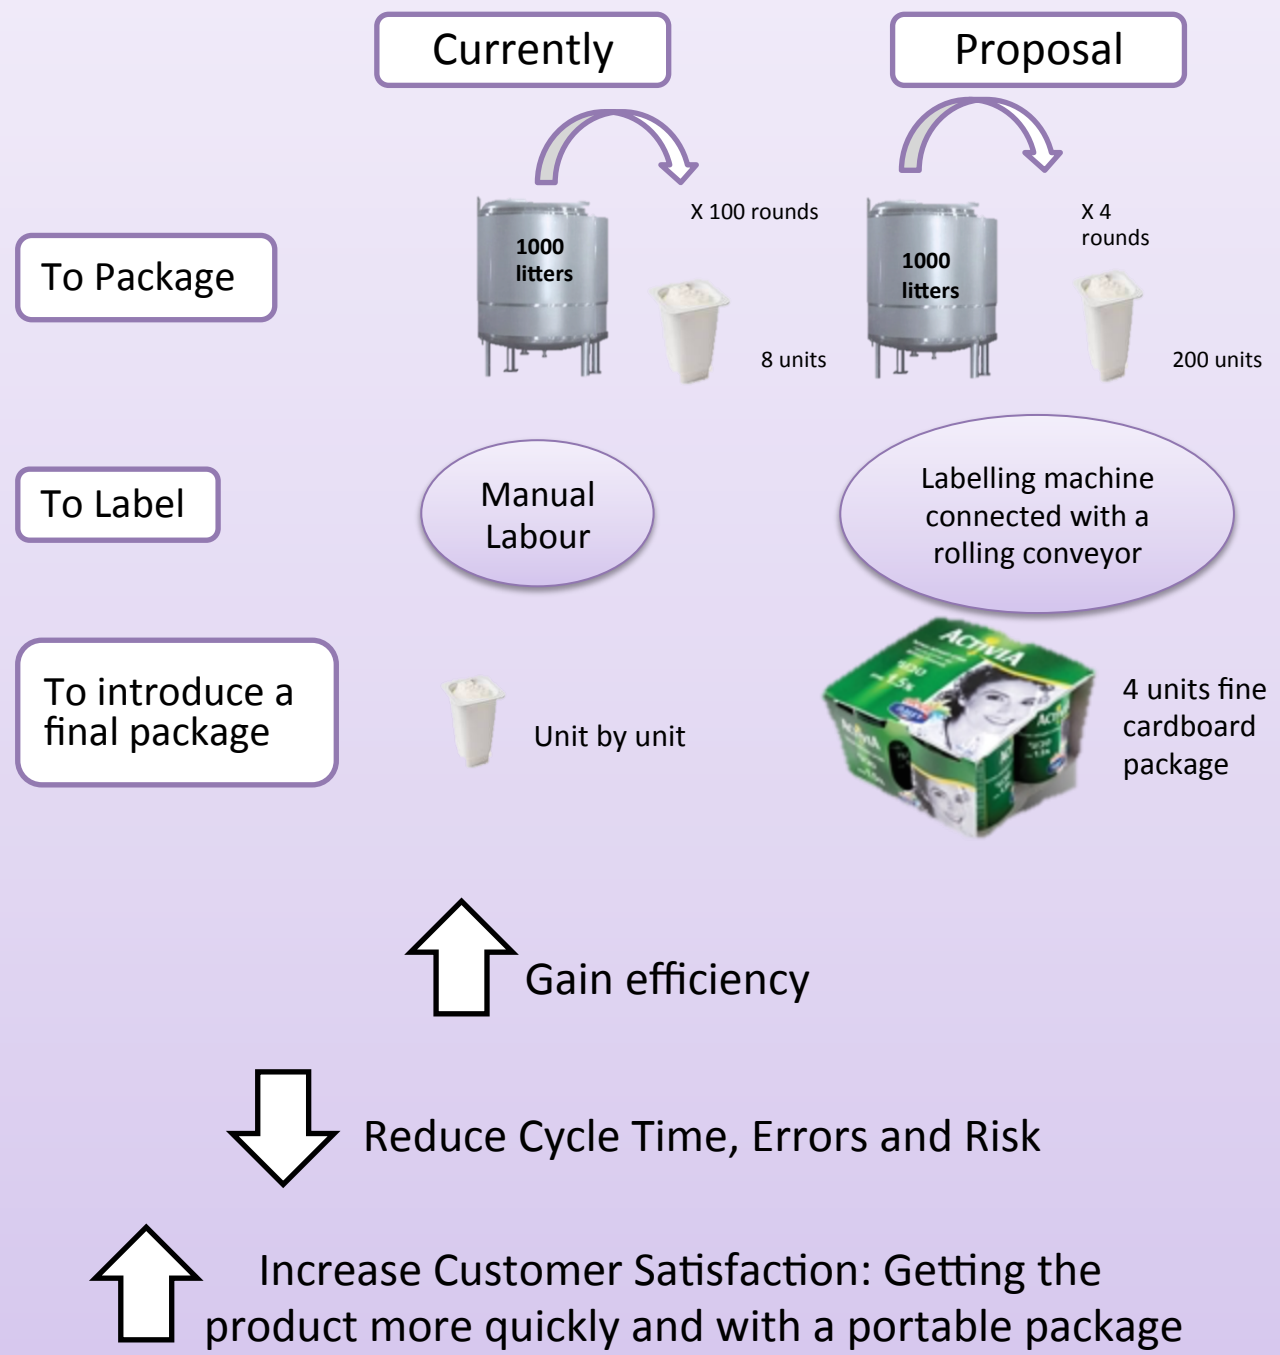 Currently
Proposal
X 100 rounds
X 4
rounds
To Package
1000
litters
1000
litters
8 units
200 units
To Label
Manual
Labour
Labelling machine
connected with a
rolling conveyor
To introduce a
final package
Unit by unit
ACTIVIA
1.5%
4 units fine
cardboard
package
Gain efficiency
Reduce Cycle Time, Errors and Risk
Increase Customer Satisfaction: Getting the
product more quickly and with a portable package